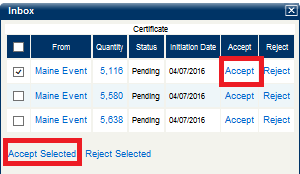 Inbox
Certificate
From Quantity Status Initiation Date Accept Reject
Maine Event 5,116 Pending 04/07/2016 Accept Reject
Maine Event 5,580 Pending 04/07/2016 Accept Reject
Maine Event 5,638 Pending 04/07/2016 Accept Reject
Accept Selected Reject Selected